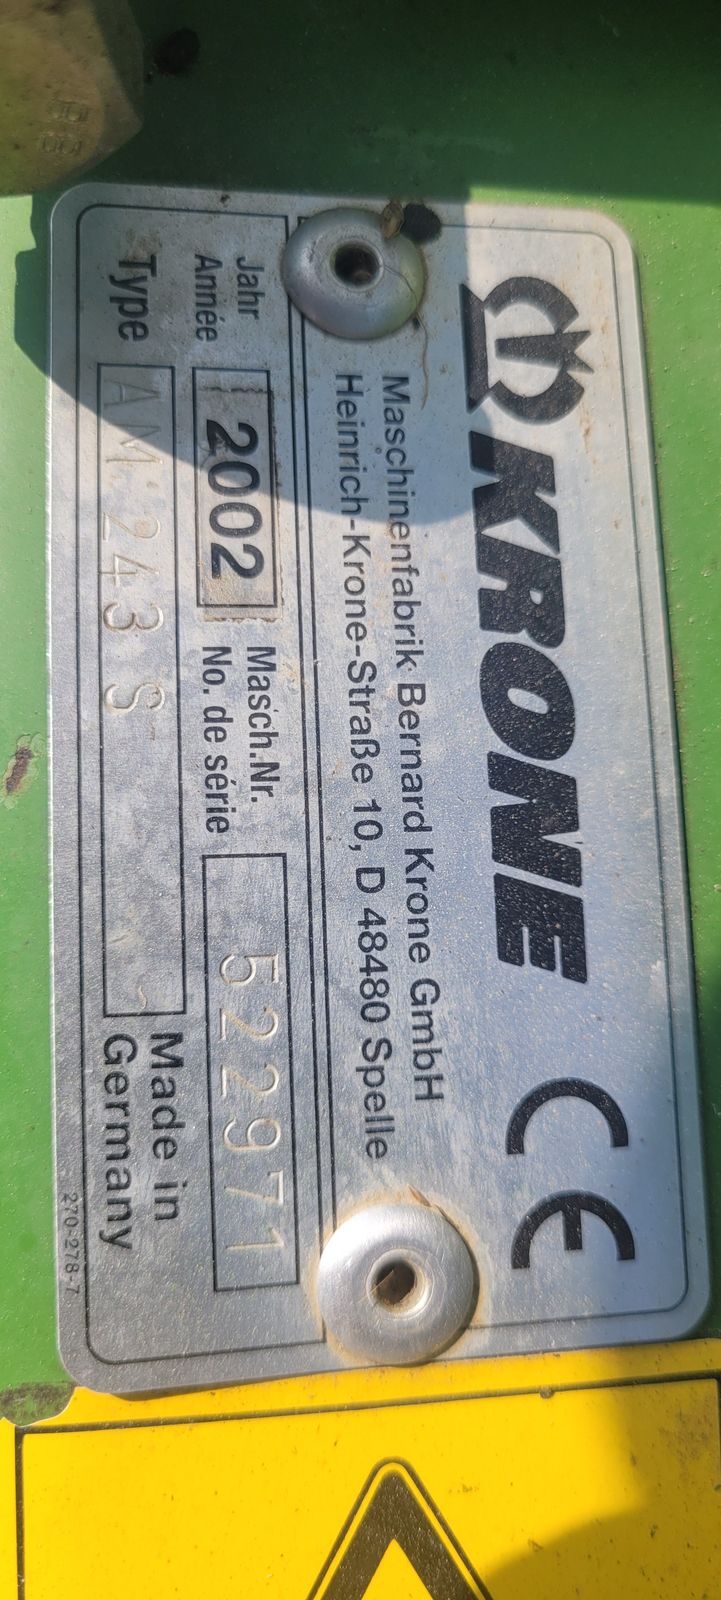 KRONE
CE
Maschinenfabrik Bernard Krone GmbH
Heinrich-Krone-Straße 10, D 48480 Spelle
Jahr
Année
2002
Masch.Nr.
No. de série
522971
Type
AM 243 S
Made in
Germany
270-278-7
88